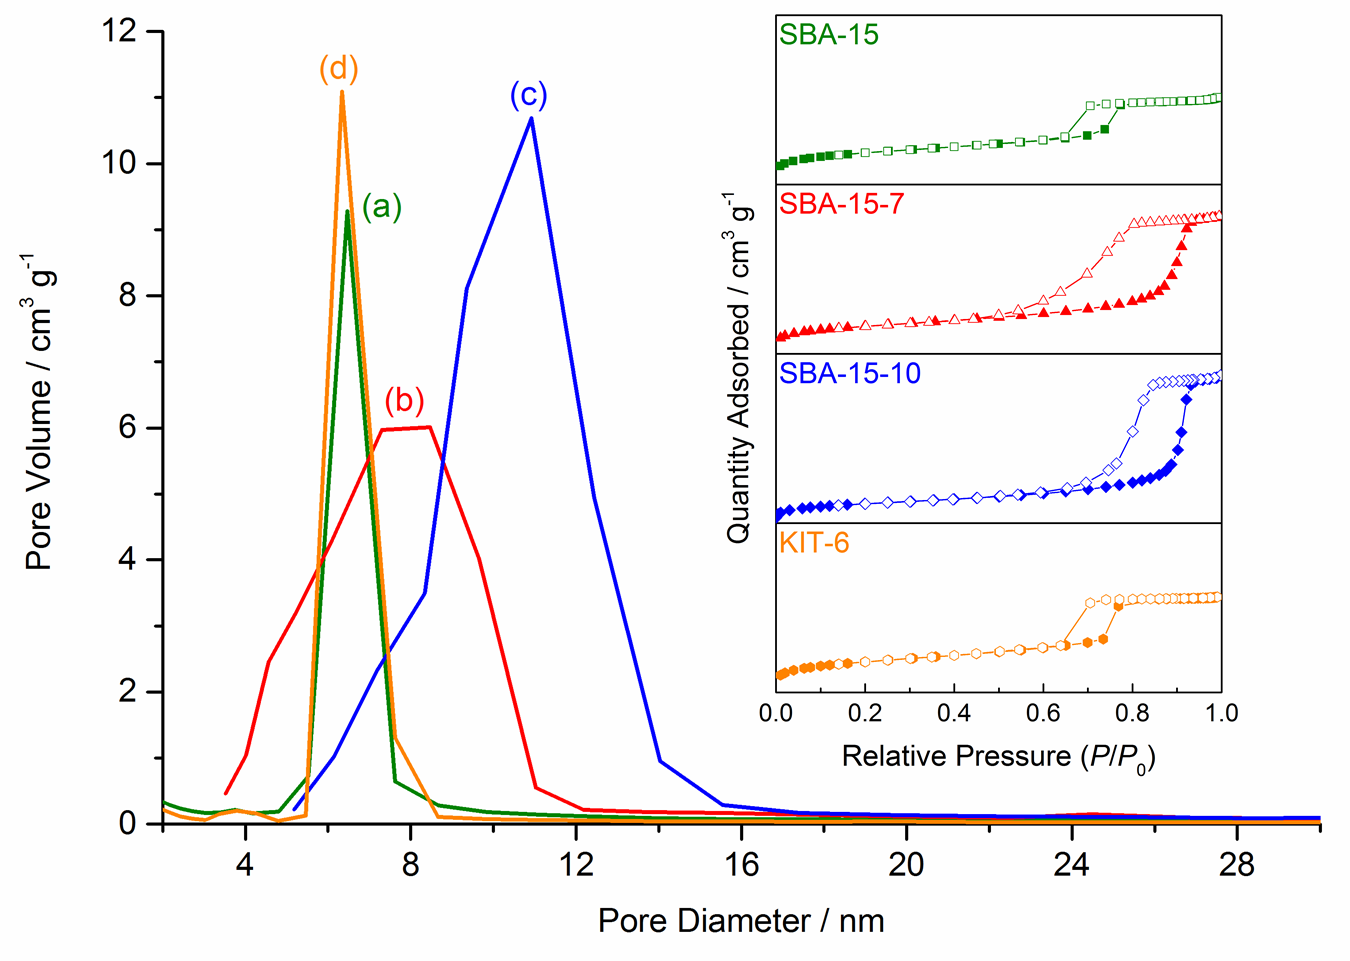 12
10
8
6
4
2
0
Pore Volume / cm³ g⁻¹
(d)
(a)
(b)
(c)
4 8 12 16 20 24 28
Pore Diameter / nm
SBA-15
SBA-15-7
SBA-15-10
KIT-6
Quantity Adsorbed / cm³ g⁻¹
0.0 0.2 0.4 0.6 0.8 1.0
Relative Pressure (P/P₀)